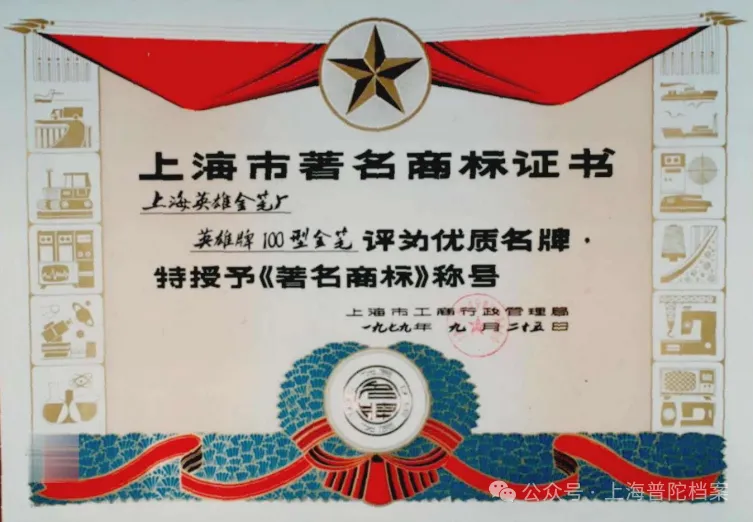 上海市著名商标证书
上海英雄金笔厂
英雄牌100型金笔 评为优质名牌·
特授予《著名商标》称号
上海市工商行政管理局
一九七九年 九 月 二十五 日
公众号 · 上海普陀档案